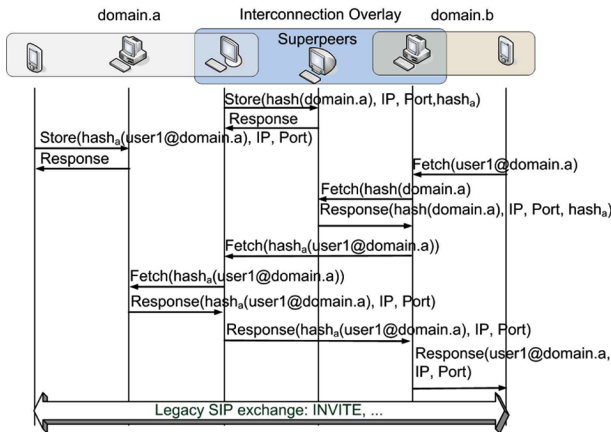 domain.a
Interconnection Overlay
domain.b
Superpeers
Store(hash(domain.a), IP, Port,hashₐ)
Response
Store(hashₐ(user1@domain.a), IP, Port)
Response
Fetch(user1@domain.a)
Fetch(hash(domain.a)
Response(hash(domain.a), IP, Port, hashₐ)
Fetch(hashₐ(user1@domain.a))
Fetch(hashₐ(user1@domain.a))
Response(hashₐ(user1@domain.a), IP, Port)
Response(hashₐ(user1@domain.a), IP, Port)
Response(user1@domain.a,
IP, Port)
Legacy SIP exchange: INVITE, ...